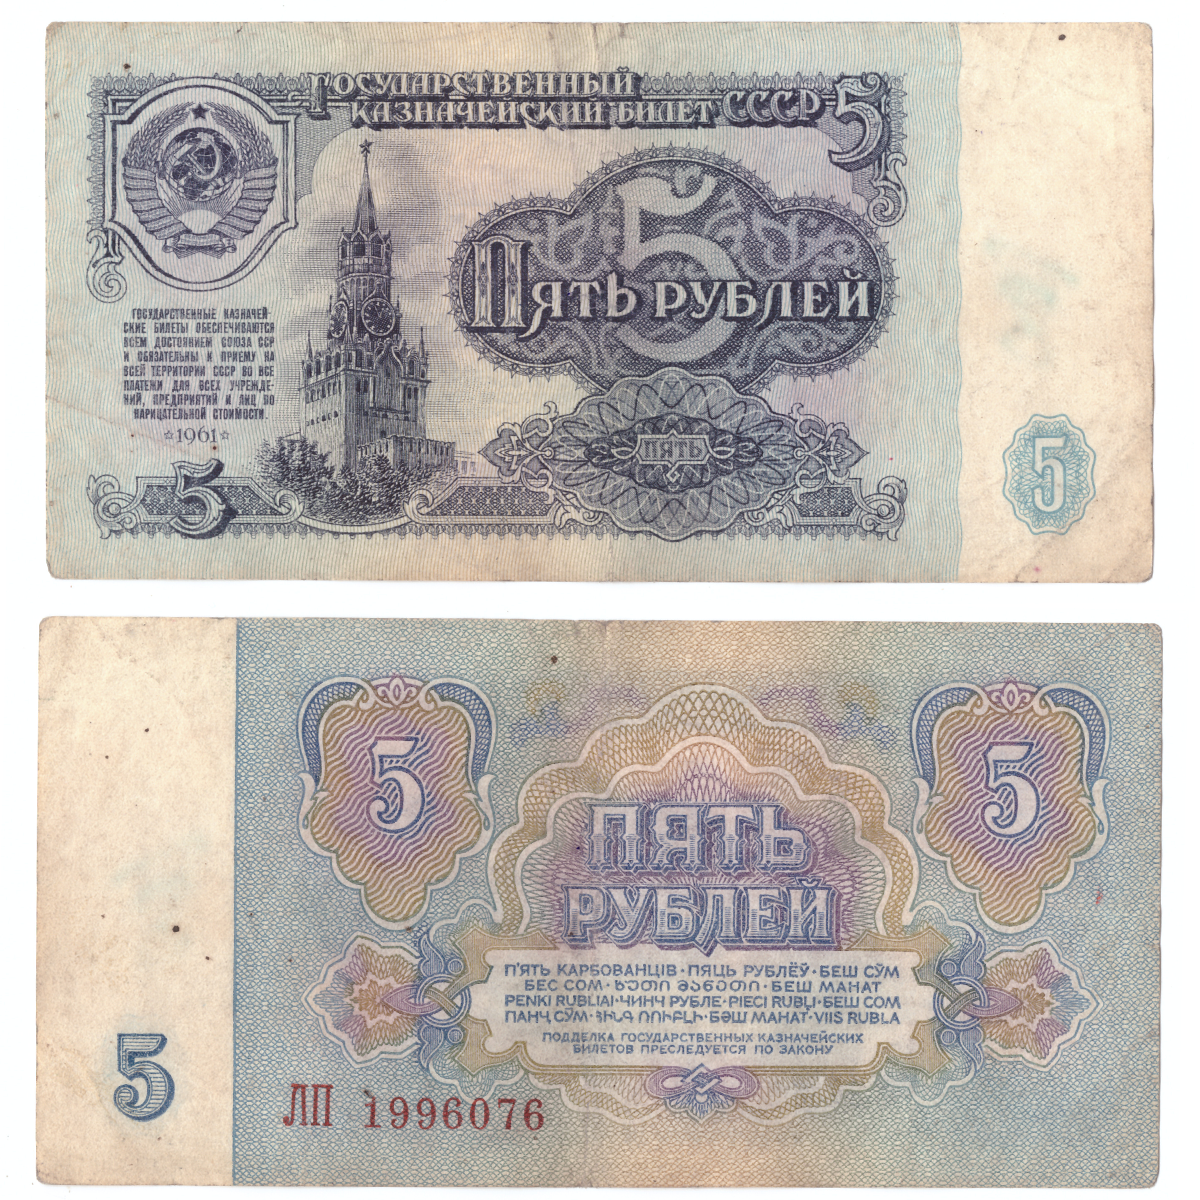 ГОСУДАРСТВЕННЫЙ
КАЗНАЧЕЙСКИЙ БИЛЕТ СССР 5
5
ПЯТЬ РУБЛЕЙ
ГОСУДАРСТВЕННЫЕ КАЗНАЧЕЙ-
СКИЕ БИЛЕТЫ ОБЕСПЕЧИВАЮТСЯ
ВСЕМ ДОСТОЯНИЕМ СОЮЗА ССР
И ОБЯЗАТЕЛЬНЫ К ПРИЕМУ НА
ВСЕЙ ТЕРРИТОРИИ СССР ВО ВСЕ
ПЛАТЕЖИ ДЛЯ ВСЕХ УЧРЕЖДЕ-
НИЙ, ПРЕДПРИЯТИЙ И ЛИЦ ПО
НАРИЦАТЕЛЬНОЙ СТОИМОСТИ.
☆1961☆
ПЯТЬ
5
5
5
5
ПЯТЬ
РУБЛЕЙ
П'ЯТЬ КАРБОВАНЦІВ · ПЯЦЬ РУБЛЁЎ · БЕШ СЎМ
БЕС СОМ · ხუთი მანეთი · БЕШ МАНАТ
PENKI RUBLIAI · ЧИНЧ РУБЛЕ · PIECI RUBĻI · БЕШ СОМ
ПАНҶ СӮМ · ՀԻՆԳ ՌՈՒԲԼԻ · БӘШ МАНАТ · VIIS RUBLA
ПОДДЕЛКА ГОСУДАРСТВЕННЫХ КАЗНАЧЕЙСКИХ
БИЛЕТОВ ПРЕСЛЕДУЕТСЯ ПО ЗАКОНУ
5
ЛП 1996076